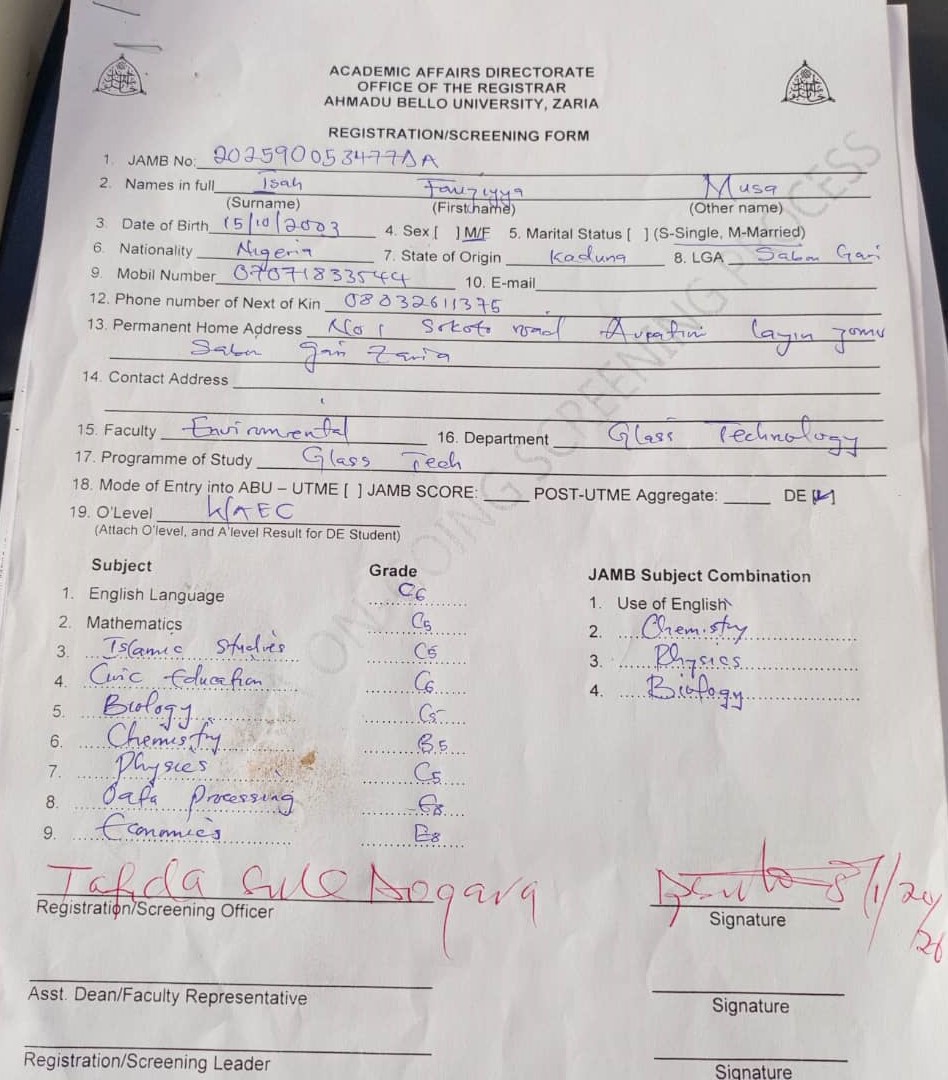 ACADEMIC AFFAIRS DIRECTORATE
OFFICE OF THE REGISTRAR
AHMADU BELLO UNIVERSITY, ZARIA
REGISTRATION/SCREENING FORM
1. JAMB No: 202590053477DA
2. Names in full Isah Fauziyya Musa
(Surname) (First name) (Other name)
3. Date of Birth 15/10/2003 4. Sex [ ] M/F 5. Marital Status [ ] (S-Single, M-Married)
6. Nationality Nigeria 7. State of Origin Kaduna 8. LGA Sabon Gari
9. Mobil Number 07071833544 10. E-mail
12. Phone number of Next of Kin 08032611375
13. Permanent Home Address No 1 Sokoto road layin zomo
Sabon Gari Zaria
14. Contact Address
15. Faculty Environmental 16. Department Glass Technology
17. Programme of Study Glass Tech
18. Mode of Entry into ABU – UTME [ ] JAMB SCORE: POST-UTME Aggregate: DE [✓]
19. O'Level WAEC
(Attach O'level, and A'level Result for DE Student)
Subject Grade
1. English Language C6
2. Mathematics C5
3. Islamic Studies C5
4. Civic Education C6
5. Biology C5
6. Chemistry B5
7. Physics C5
8. Data Processing E8
9. Economics E8
JAMB Subject Combination
1. Use of English
2. Chemistry
3. Physics
4. Biology
Tafida Sule Dogara 8/1/2026
Registration/Screening Officer Signature
Asst. Dean/Faculty Representative Signature
Registration/Screening Leader Signature
ONGOING SCREENING PROCESS